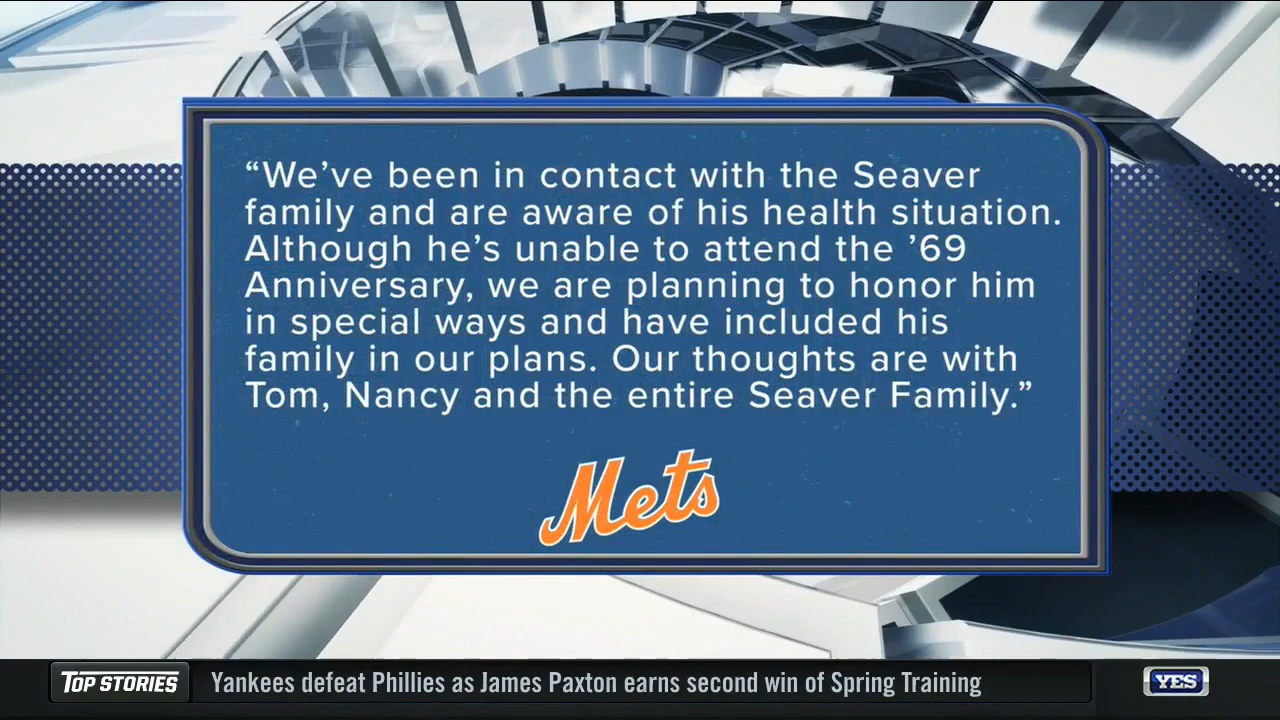 “We’ve been in contact with the Seaver
family and are aware of his health situation.
Although he’s unable to attend the ’69
Anniversary, we are planning to honor him
in special ways and have included his
family in our plans. Our thoughts are with
Tom, Nancy and the entire Seaver Family.”
Mets
TOP STORIES
Yankees defeat Phillies as James Paxton earns second win of Spring Training
YES